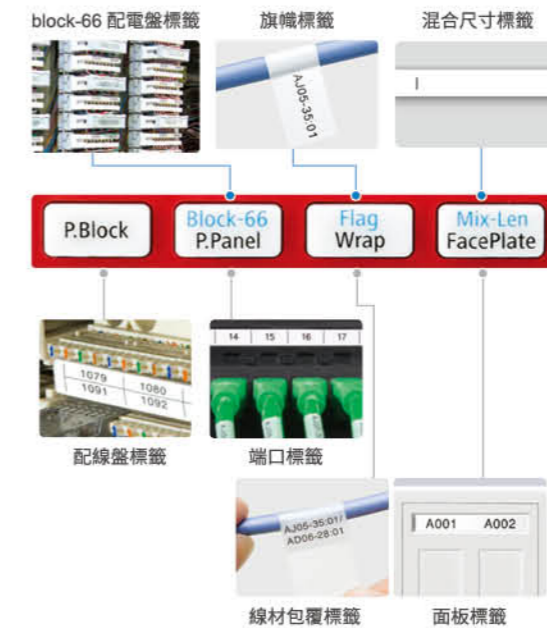 block-66 配電盤標籤
旗幟標籤
混合尺寸標籤
AJ05-35:01
P.Block
Block-66
P.Panel
Flag
Wrap
Mix-Len
FacePlate
1079 1080
1091 1092
14 15 16 17
配線盤標籤
端口標籤
AJ05-35:01/
AD06-28:01
A001 A002
線材包覆標籤
面板標籤